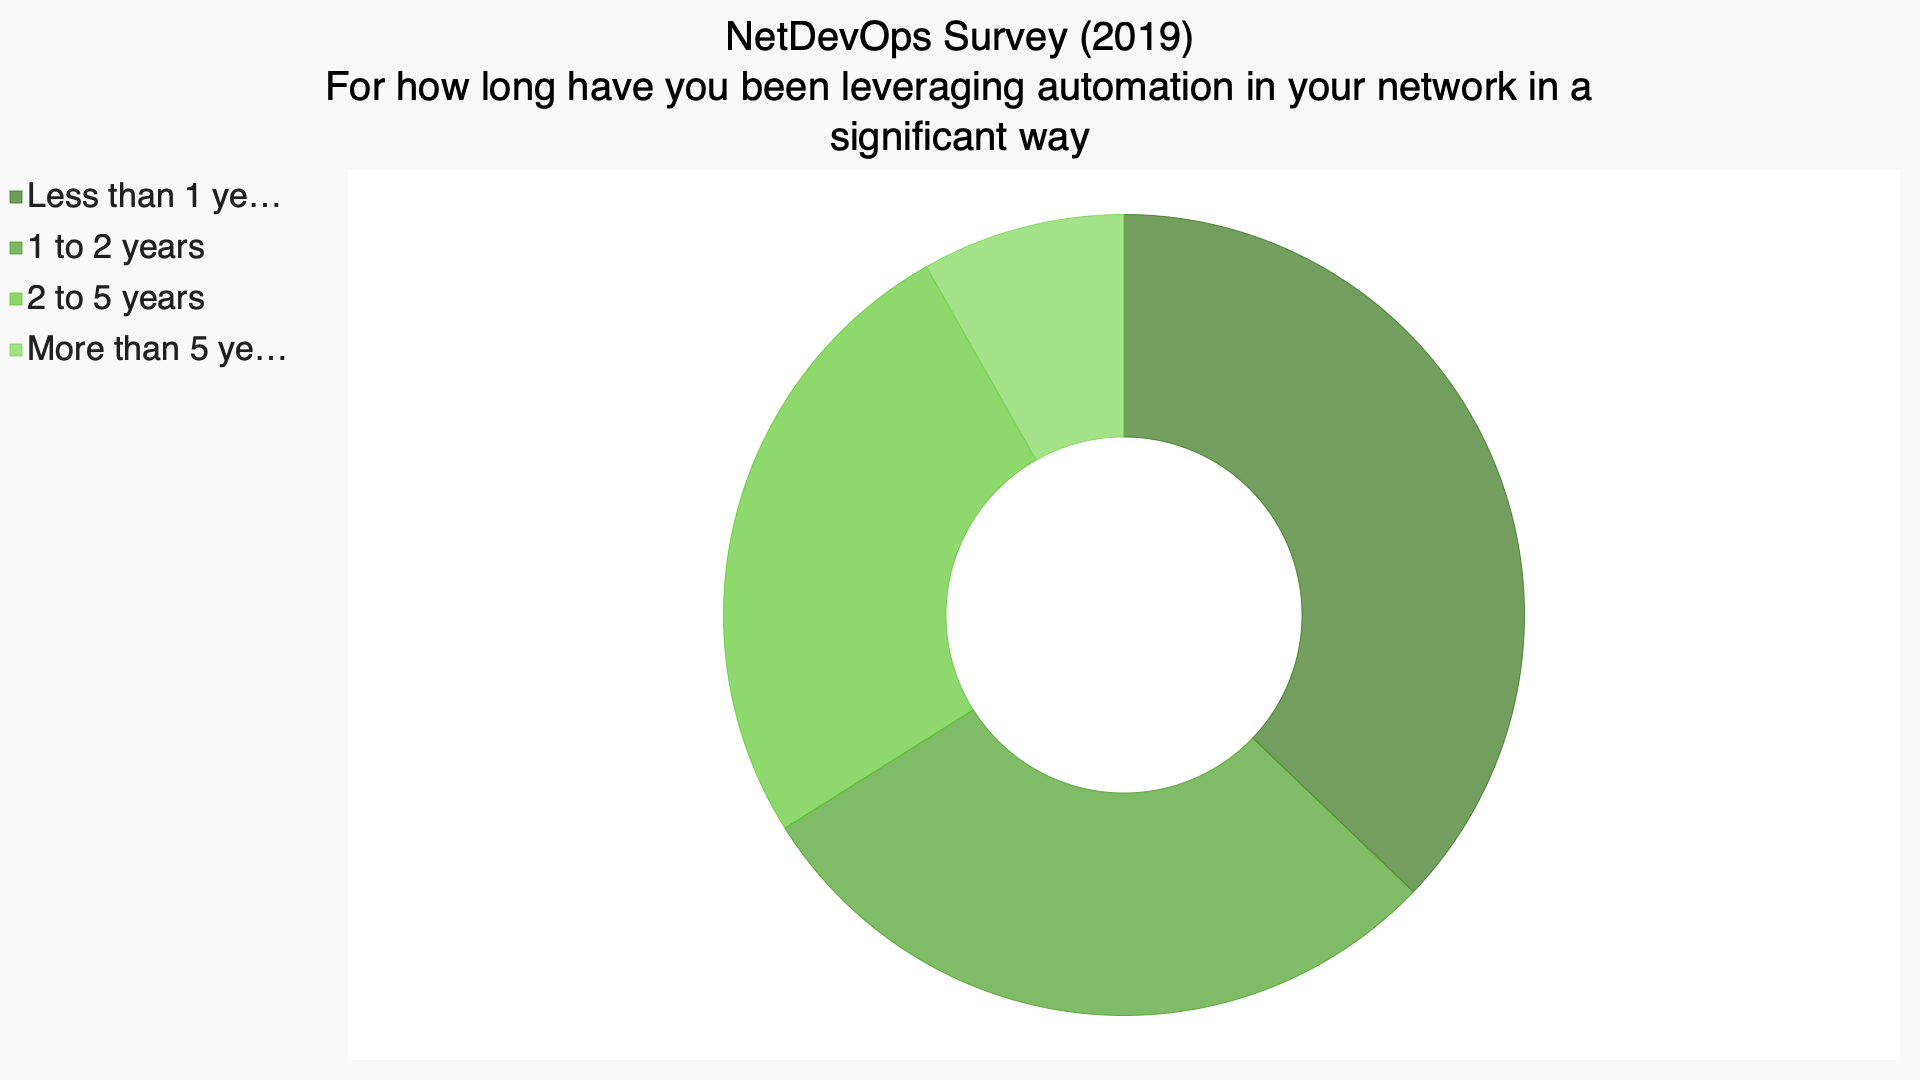 NetDevOps Survey (2019)
For how long have you been leveraging automation in your network in a
significant way
Less than 1 ye…
1 to 2 years
2 to 5 years
More than 5 ye…